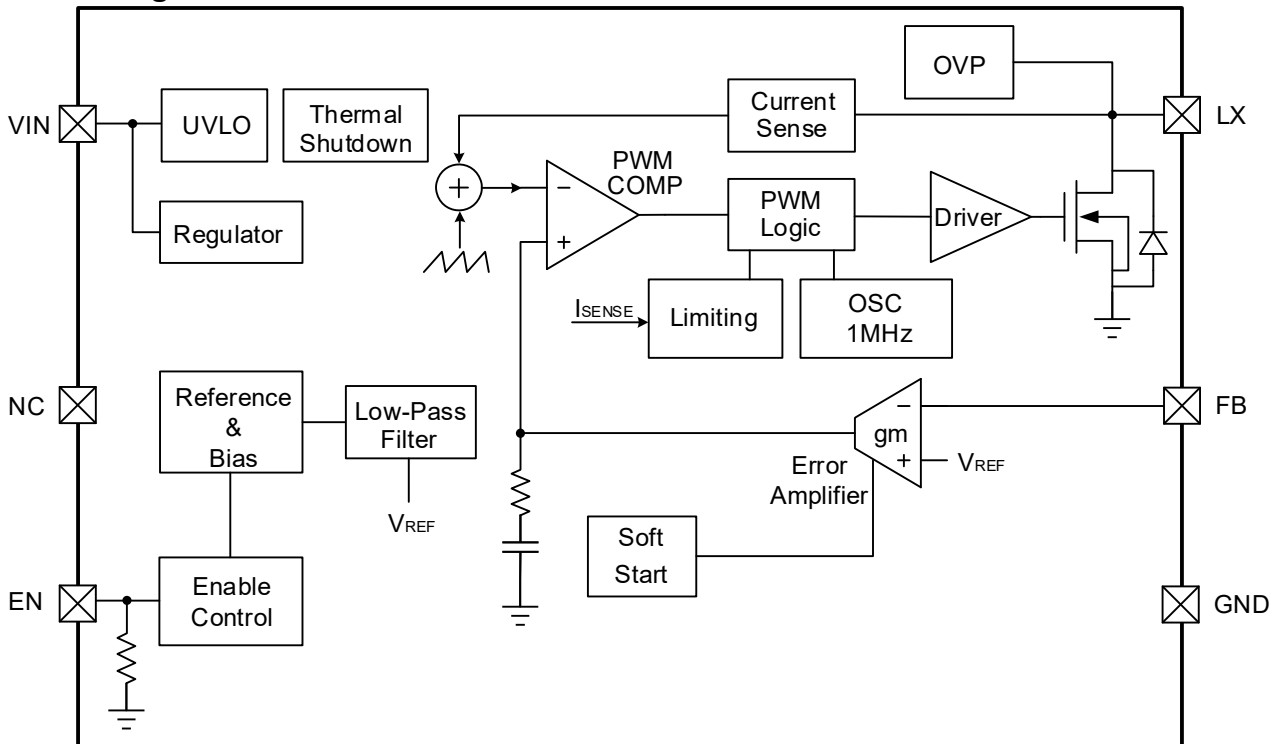 OVP
VIN
UVLO
Thermal
Shutdown
Current
Sense
LX
+
−
PWM
COMP
+
PWM
Logic
Driver
Regulator
ISENSE
Limiting
OSC
1MHz
NC
Reference
&
Bias
Low-Pass
Filter
VREF
−
gm
+
VREF
Error
Amplifier
FB
Soft
Start
EN
Enable
Control
GND